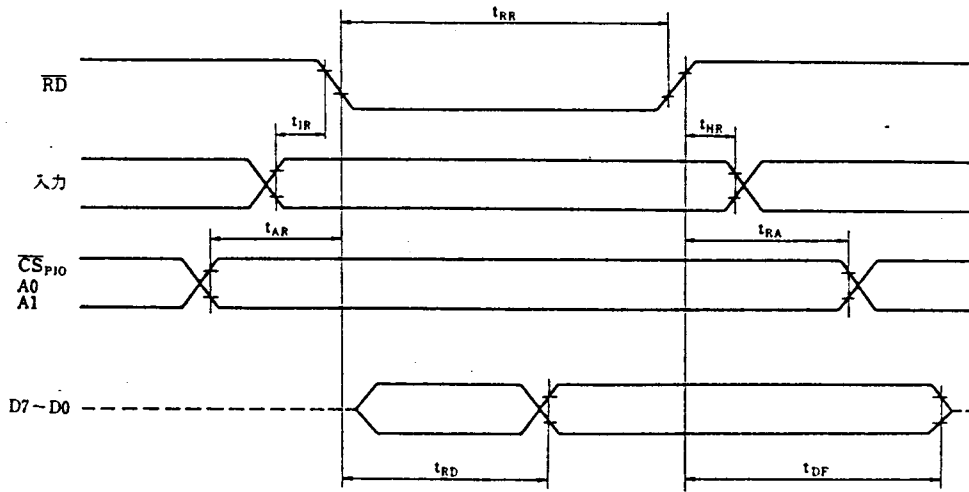 tRR
RD
tIR
tHR
入力
tAR
tRA
CSPIO
A0
A1
D7~D0
tRD
tDF